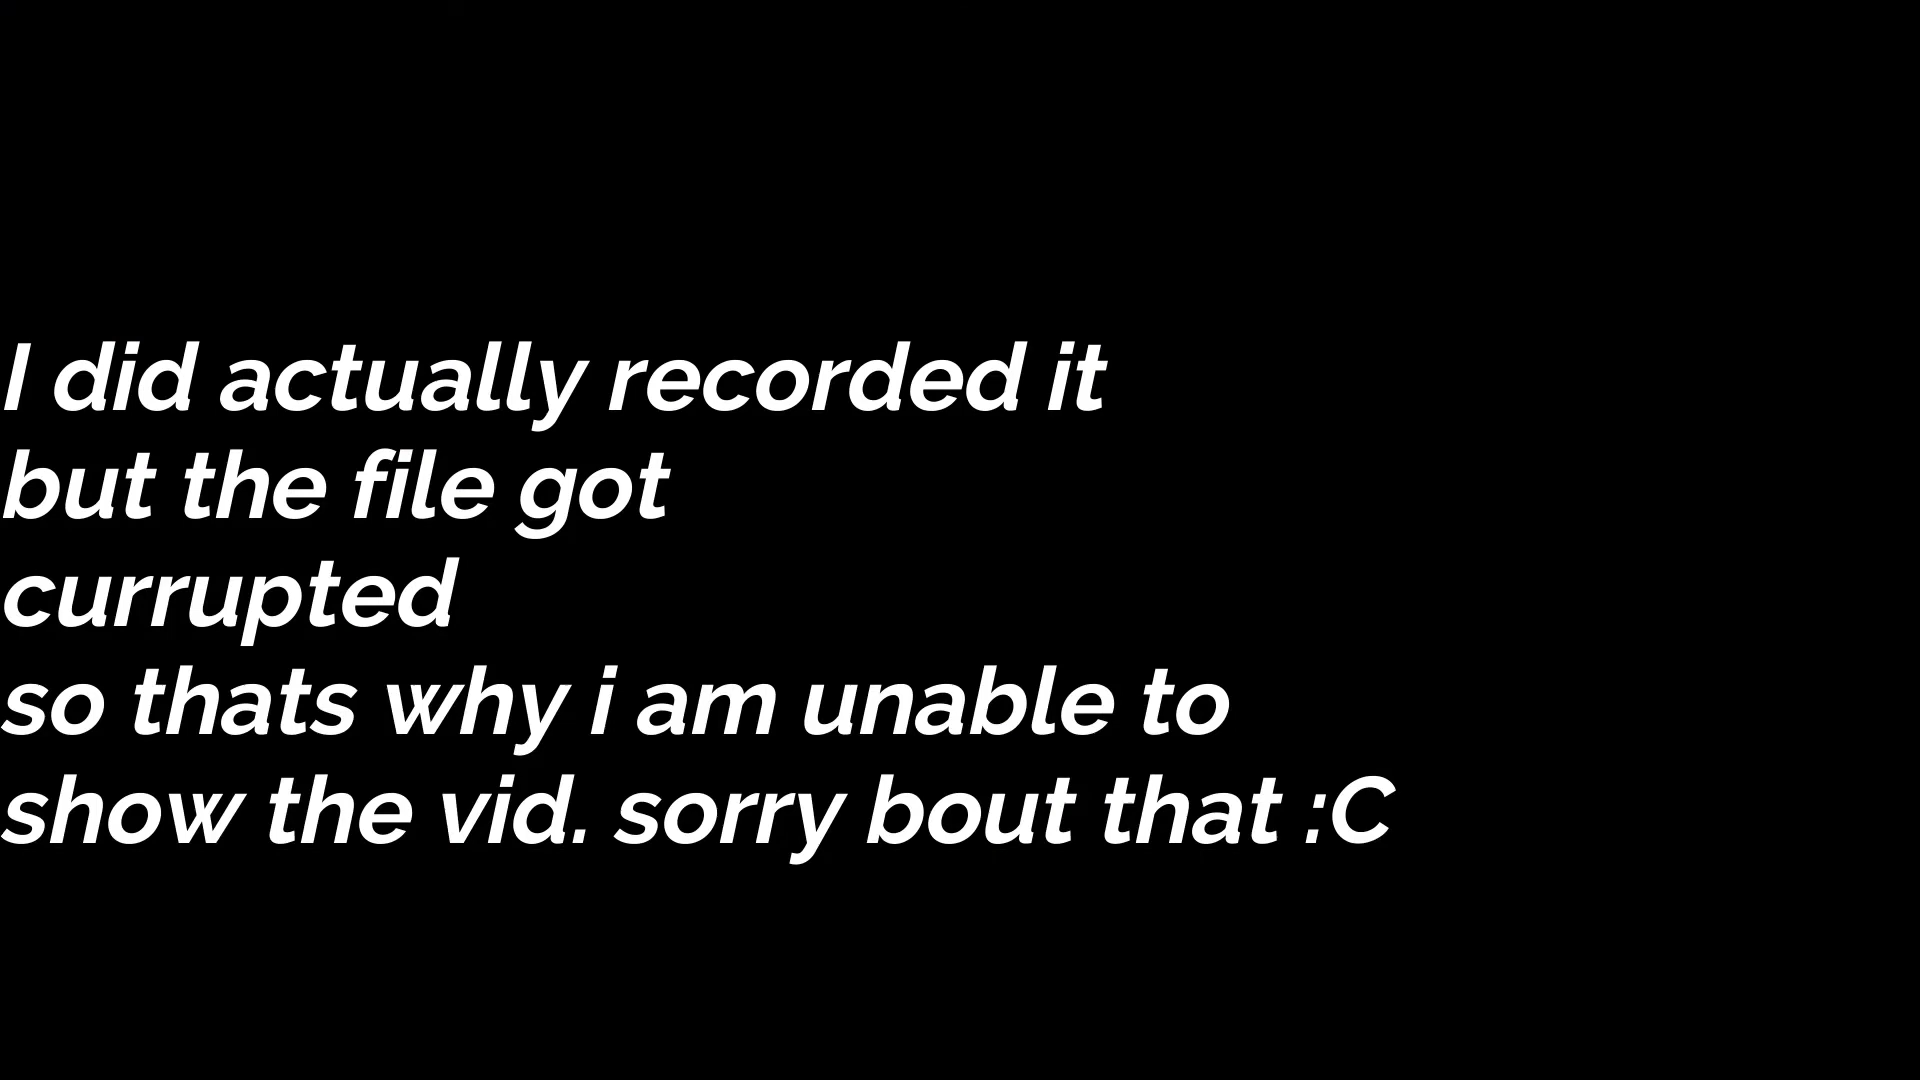 I did actually recorded it
but the file got
currupted
so thats why i am unable to
show the vid. sorry bout that :C